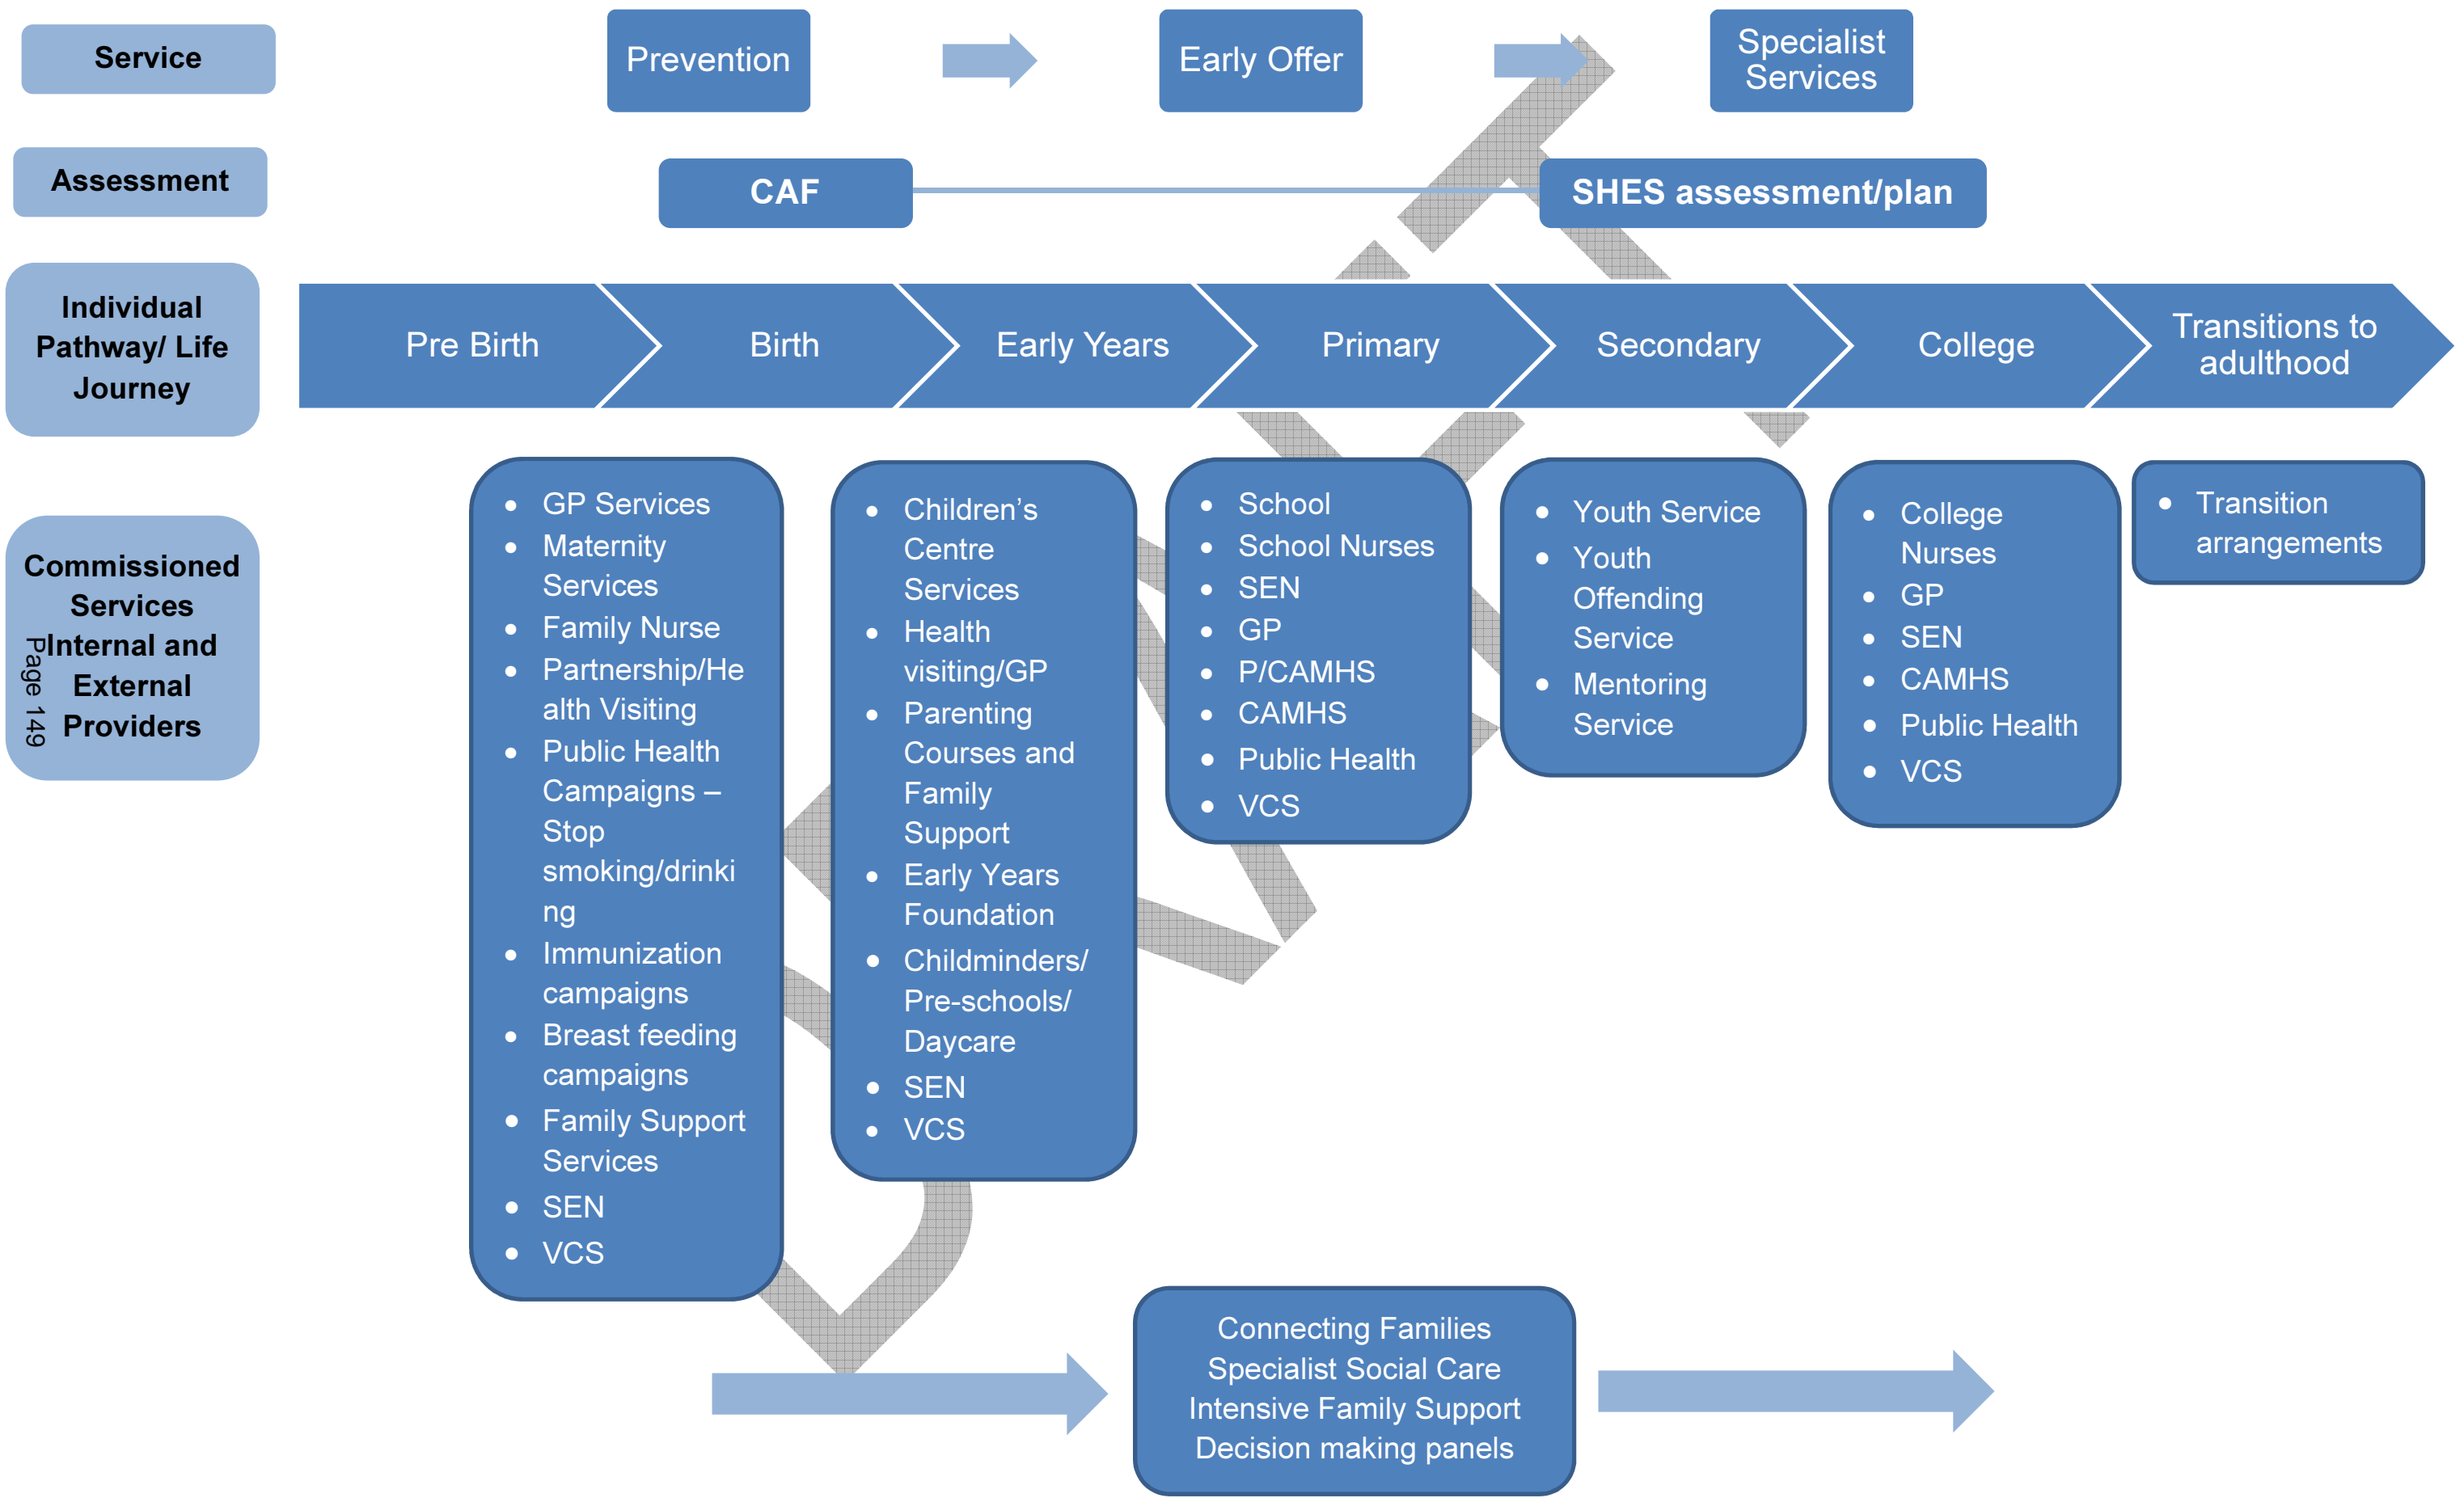 Service
Prevention
Early Offer
Specialist
Services
Assessment
CAF
SHES assessment/plan
Individual
Pathway/ Life
Journey
Pre Birth
Birth
Early Years
Primary
Secondary
College
Transitions to
adulthood
Commissioned
Services
Internal and
External
Providers
Page 149
• GP Services
• Maternity
Services
• Family Nurse
• Partnership/He
alth Visiting
• Public Health
Campaigns –
Stop
smoking/drinki
ng
• Immunization
campaigns
• Breast feeding
campaigns
• Family Support
Services
• SEN
• VCS
• Children’s
Centre
Services
• Health
visiting/GP
• Parenting
Courses and
Family
Support
• Early Years
Foundation
• Childminders/
Pre-schools/
Daycare
• SEN
• VCS
• School
• School Nurses
• SEN
• GP
• P/CAMHS
• CAMHS
• Public Health
• VCS
• Youth Service
• Youth
Offending
Service
• Mentoring
Service
• College
Nurses
• GP
• SEN
• CAMHS
• Public Health
• VCS
• Transition
arrangements
Connecting Families
Specialist Social Care
Intensive Family Support
Decision making panels